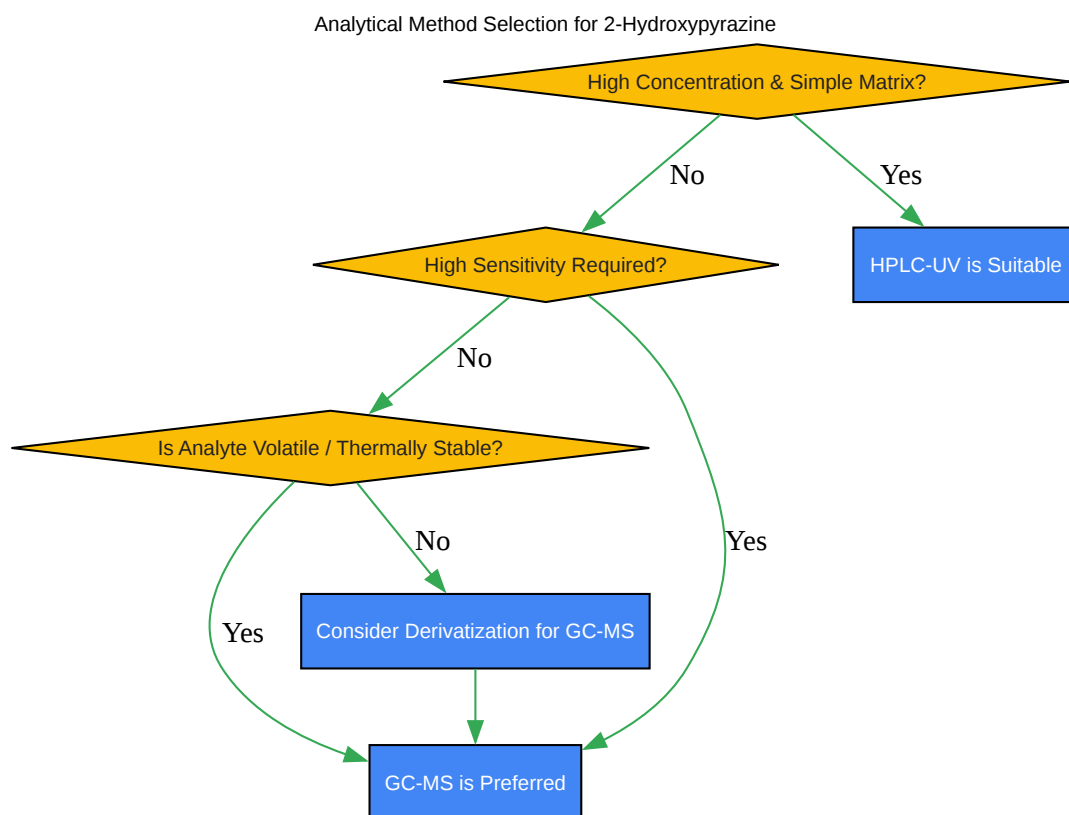 Analytical Method Selection for 2-Hydroxypyrazine
High Concentration & Simple Matrix?
No
Yes
High Sensitivity Required?
HPLC-UV is Suitable
No
Is Analyte Volatile / Thermally Stable?
No
Yes
Consider Derivatization for GC-MS
Yes
GC-MS is Preferred